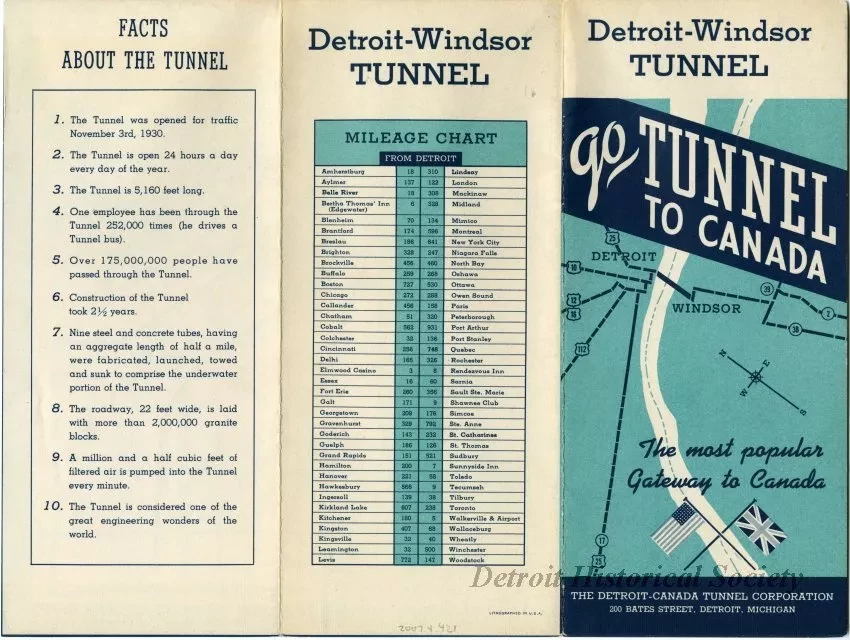 FACTS
ABOUT THE TUNNEL
1. The Tunnel was opened for traffic
November 3rd, 1930.
2. The Tunnel is open 24 hours a day
every day of the year.
3. The Tunnel is 5,160 feet long.
4. One employee has been through the
Tunnel 252,000 times (he drives a
Tunnel bus).
5. Over 175,000,000 people have
passed through the Tunnel.
6. Construction of the Tunnel
took 2½ years.
7. Nine steel and concrete tubes, having
an aggregate length of half a mile,
were fabricated, launched, towed
and sunk to comprise the underwater
portion of the Tunnel.
8. The roadway, 22 feet wide, is laid
with more than 2,000,000 granite
blocks.
9. A million and a half cubic feet of
filtered air is pumped into the Tunnel
every minute.
10. The Tunnel is considered one of the
great engineering wonders of the
world.
Detroit-Windsor
TUNNEL
MILEAGE CHART
FROM DETROIT
Amherstburg 18 310 Lindsay
Aylmer 137 122 London
Belle River 18 308 Mackinaw
Bertha Thomas' Inn 6 328 Midland
(Edgewater)
Blenheim 70 134 Mimico
Brantford 174 596 Montreal
Breslau 186 641 New York City
Brighton 328 247 Niagara Falls
Brockville 456 460 North Bay
Buffalo 259 268 Oshawa
Boston 727 530 Ottawa
Chicago 272 288 Owen Sound
Callander 456 158 Paris
Chatham 51 320 Peterborough
Cobalt 562 931 Port Arthur
Colchester 32 136 Port Stanley
Cincinnati 256 746 Quebec
Delhi 165 326 Rochester
Elmwood Casino 3 8 Rendezvous Inn
Essex 16 60 Sarnia
Fort Erie 260 356 Sault Ste. Marie
Galt 171 9 Shawnee Club
Georgetown 209 176 Simcoe
Gravenhurst 329 792 Ste. Anne
Goderich 143 232 St. Catharines
Guelph 186 126 St. Thomas
Grand Rapids 151 521 Sudbury
Hamilton 200 7 Sunnyside Inn
Hanover 221 58 Toledo
Hawkesbury 565 9 Tecumseh
Ingersoll 139 38 Tilbury
Kirkland Lake 607 238 Toronto
Kitchener 180 5 Walkerville & Airport
Kingston 407 68 Wallaceburg
Kingsville 32 40 Wheatly
Leamington 32 500 Winchester
Levis 772 147 Woodstock
LITHOGRAPHED IN U.S.A.
2007.4.421
Detroit-Windsor
TUNNEL
go TUNNEL
TO CANADA
25
DETROIT
10
12
16
112
WINDSOR
39
2
38
N
E
W
S
The most popular
Gateway to Canada
17
25
Detroit Historical Society
THE DETROIT-CANADA TUNNEL CORPORATION
200 BATES STREET, DETROIT, MICHIGAN